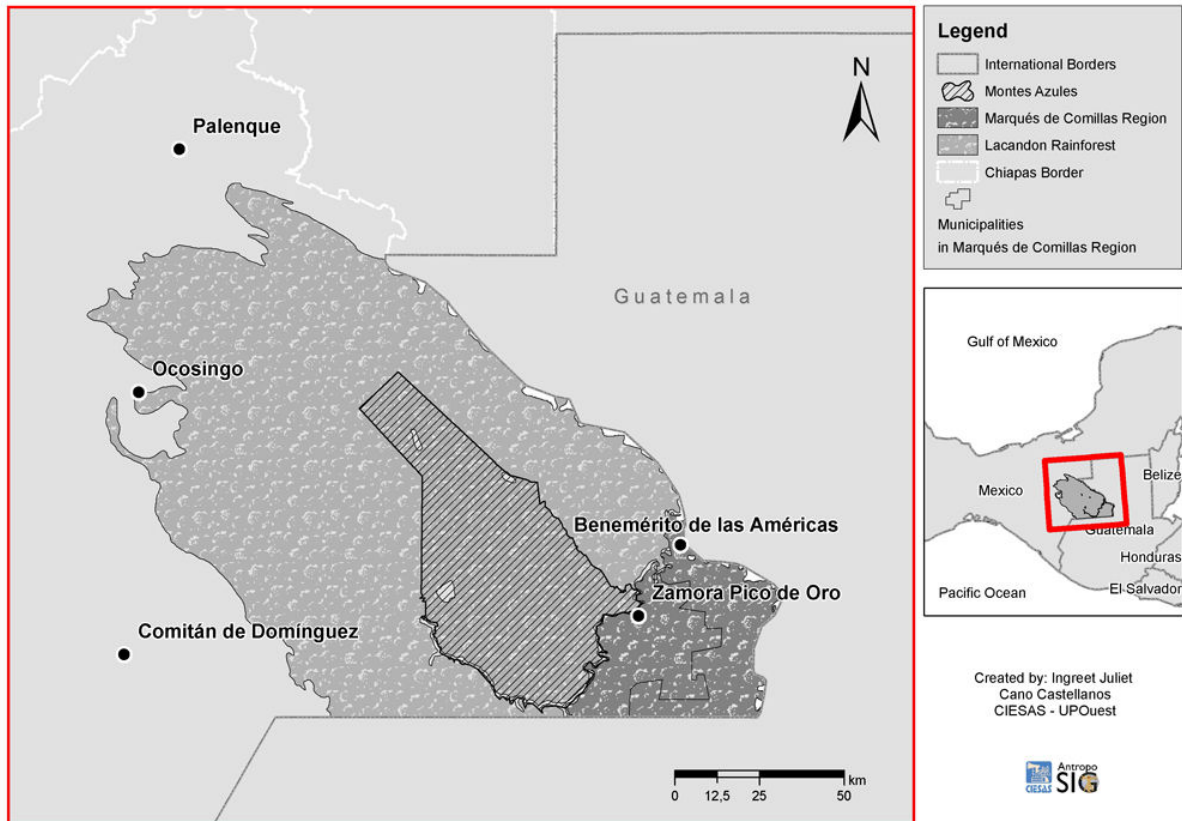 Palenque
N
Guatemala
Ocosingo
Benemérito de las Américas
Zamora Pico de Oro
Comitán de Domínguez
km
0 12,5 25 50
Legend
International Borders
Montes Azules
Marqués de Comillas Region
Lacandon Rainforest
Chiapas Border
Municipalities
in Marqués de Comillas Region
Gulf of Mexico
Belize
Mexico
Guatemala
Honduras
Pacific Ocean
El Salvador
Created by: Ingreet Juliet
Cano Castellanos
CIESAS - UPOuest
CIESAS
Antropo
SIG